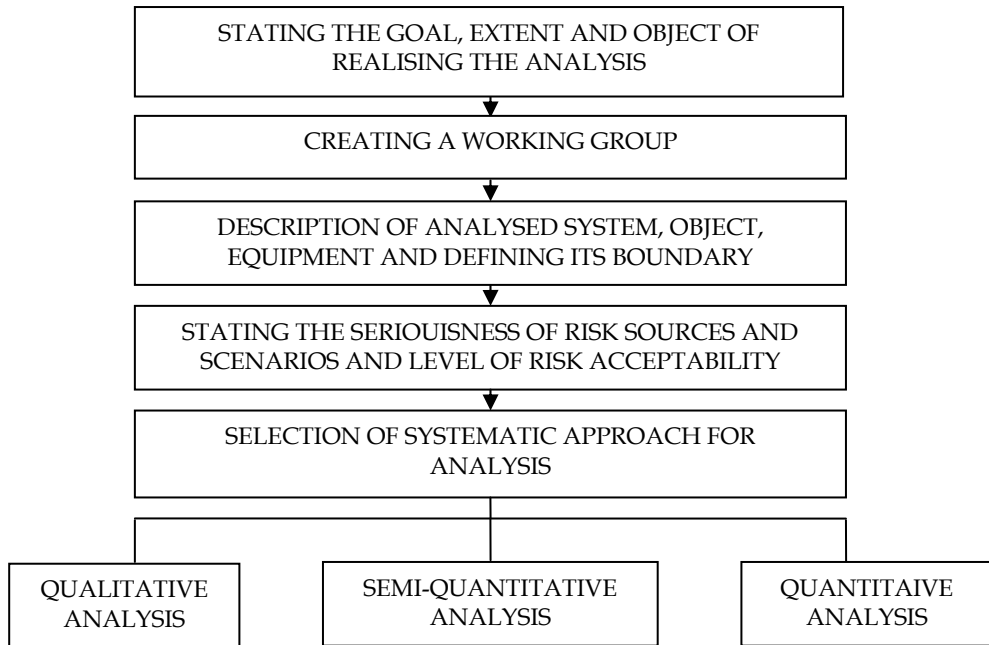 STATING THE GOAL, EXTENT AND OBJECT OF
REALISING THE ANALYSIS
CREATING A WORKING GROUP
DESCRIPTION OF ANALYSED SYSTEM, OBJECT,
EQUIPMENT AND DEFINING ITS BOUNDARY
STATING THE SERIOUISNESS OF RISK SOURCES AND
SCENARIOS AND LEVEL OF RISK ACCEPTABILITY
SELECTION OF SYSTEMATIC APPROACH FOR
ANALYSIS
QUALITATIVE
ANALYSIS
SEMI-QUANTITATIVE
ANALYSIS
QUANTITAIVE
ANALYSIS